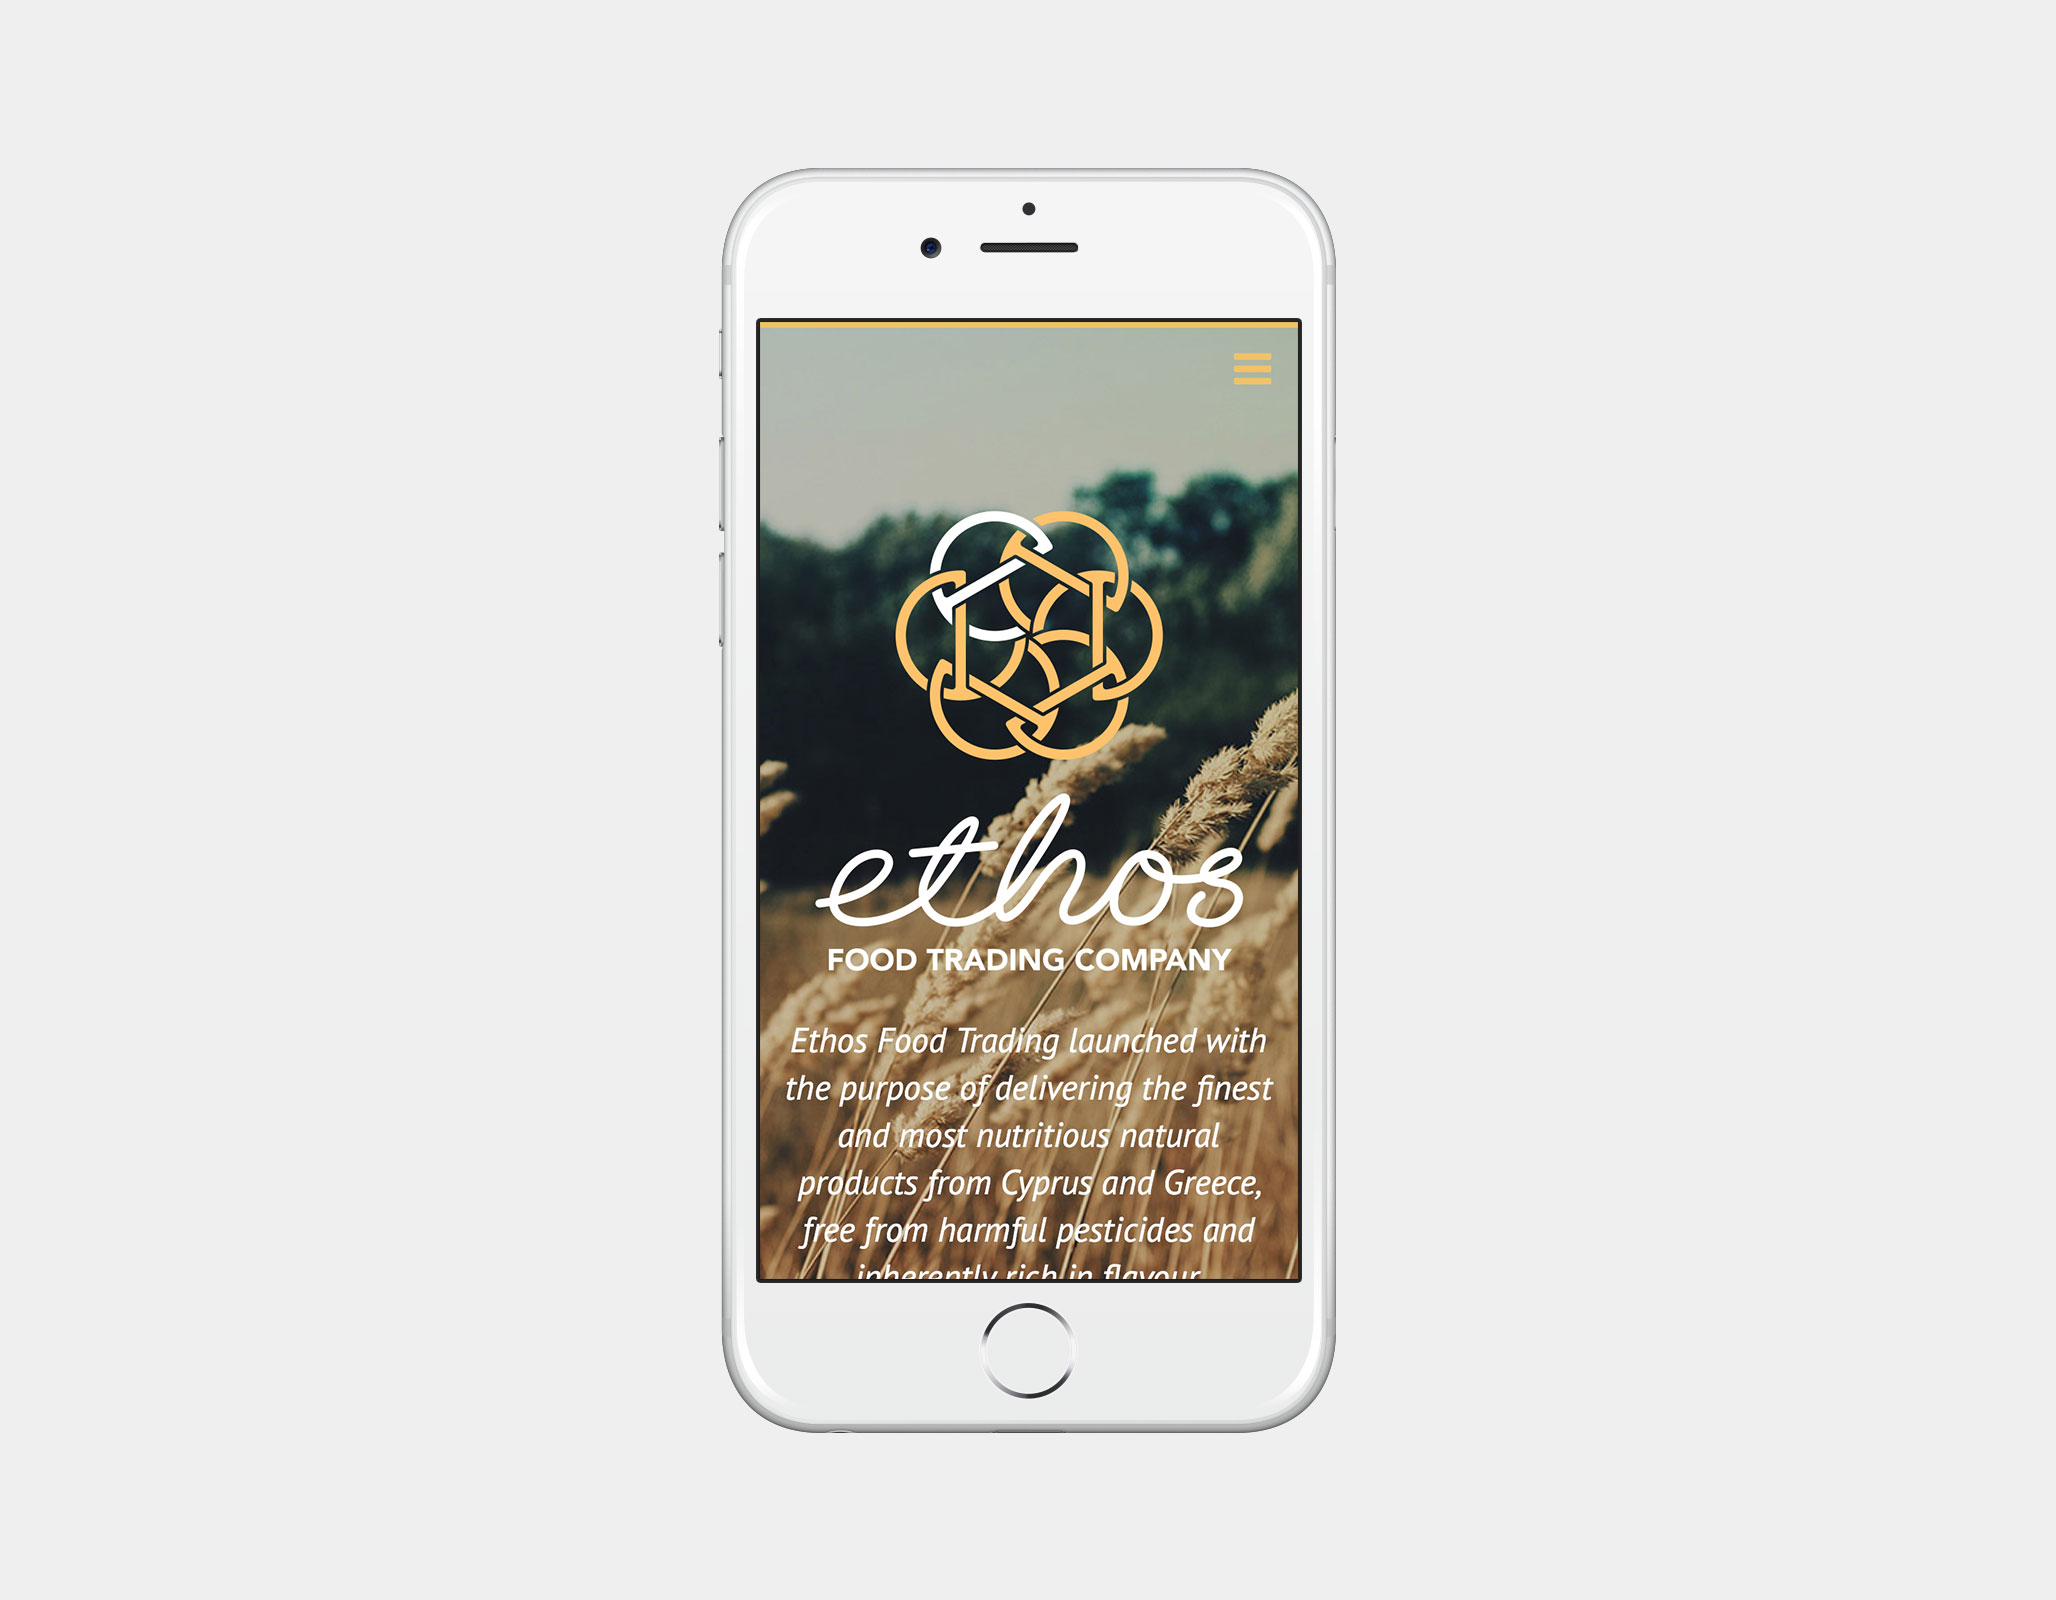 ethos
FOOD TRADING COMPANY
Ethos Food Trading launched with
the purpose of delivering the finest
and most nutritious natural
products from Cyprus and Greece,
free from harmful pesticides and
inherently rich in flavour